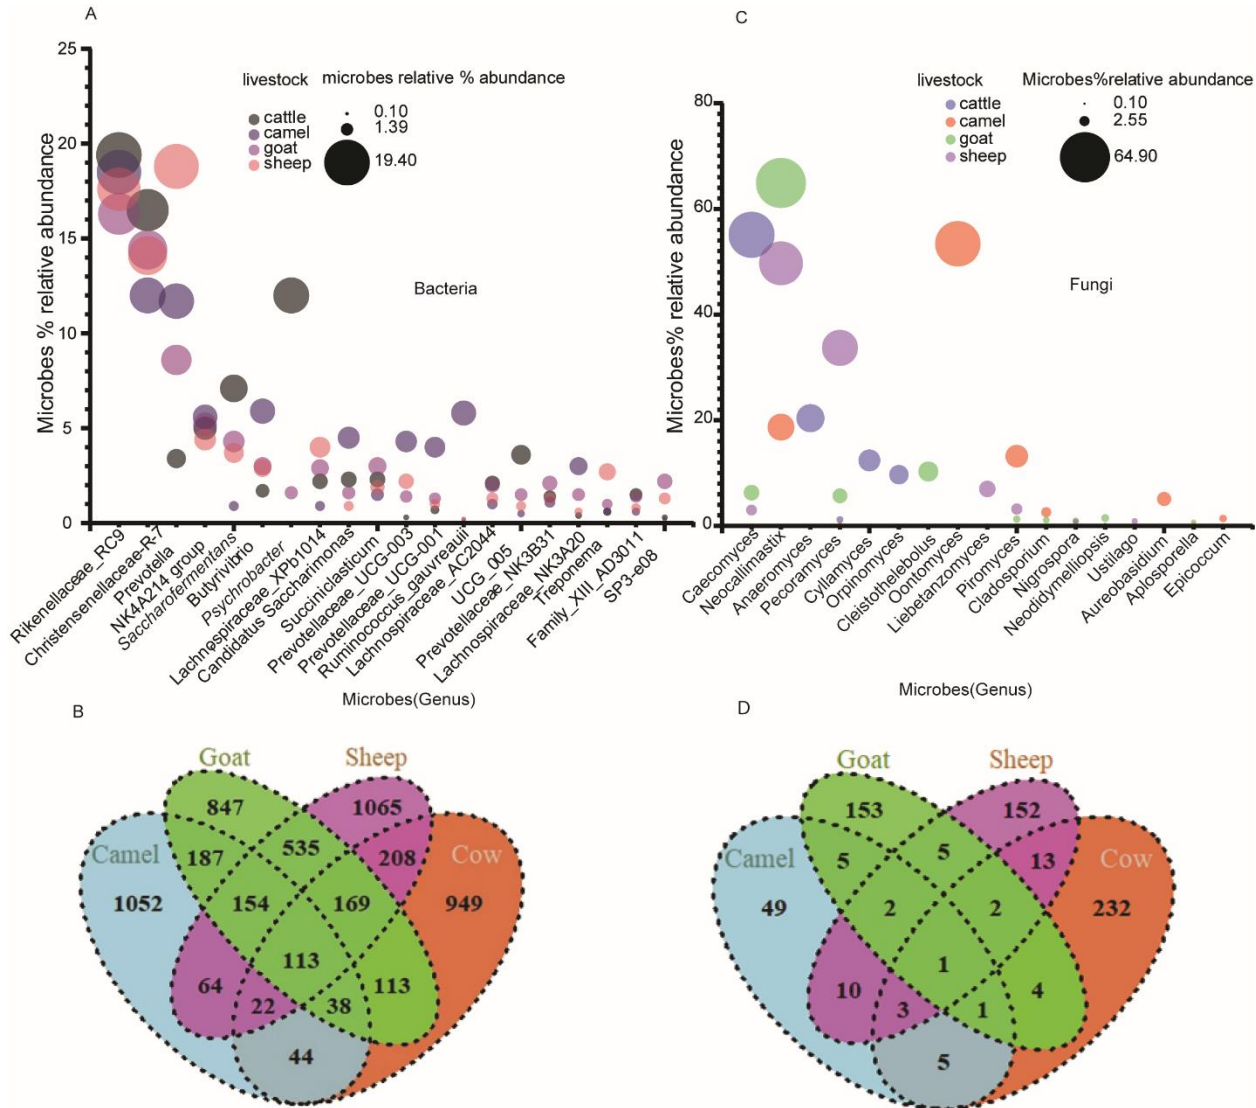 A
25
20
15
10
5
0
Microbes % relative abundance
livestock
cattle
camel
goat
sheep
microbes relative % abundance
0.10
1.39
19.40
Bacteria
Rikenellaceae_RC9
Christensenellaceae-R-7
Prevotella
NK4A214 group
Saccharofermentans
Butyrivibrio
Psychrobacter
Lachnospiraceae_XPb1014
Candidatus Saccharimonas
Succiniclasticum
Prevotellaceae_UCG-003
Prevotellaceae_UCG-001
Ruminococcus_gauvreauii
Lachnospiraceae_AC2044
UCG_005
Prevotellaceae_NK3B31
Lachnospiraceae_NK3A20
Treponema
Family_XIII_AD3011
SP3-e08
Microbes(Genus)
C
80
60
40
20
0
Microbes% relative abundance
livestock
cattle
camel
goat
sheep
Microbes%relative abundance
0.10
2.55
64.90
Fungi
Caecomyces
Neocallimastix
Anaeromyces
Pecoramyces
Cyllamyces
Orpinomyces
Cleistothelebolus
Oontomyces
Liebetanzomyces
Piromyces
Cladosporium
Nigrospora
Neodidymelliopsis
Ustilago
Aureobasidium
Aplosporella
Epicoccum
Microbes(Genus)
B
Goat
Sheep
Camel
Cow
847
1065
187
535
208
1052
154
169
949
113
64
22
38
113
44
D
Goat
Sheep
Camel
Cow
153
152
5
5
13
49
2
2
232
1
10
3
1
4
5